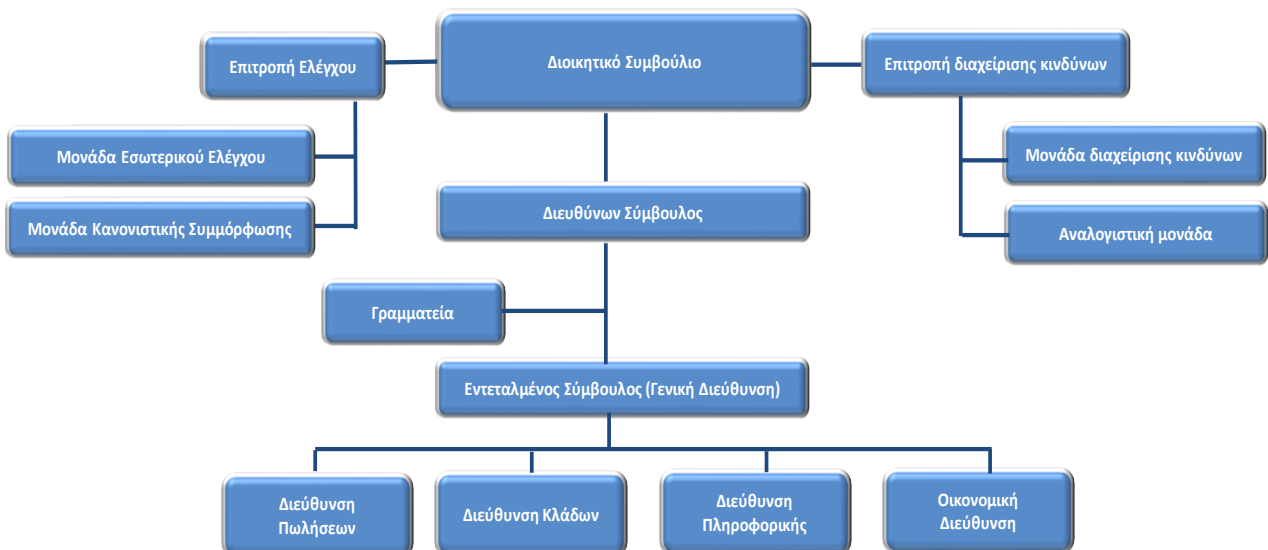 Διοικητικό Συμβούλιο
Επιτροπή Ελέγχου
Επιτροπή διαχείρισης κινδύνων
Μονάδα Εσωτερικού Ελέγχου
Μονάδα διαχείρισης κινδύνων
Μονάδα Κανονιστικής Συμμόρφωσης
Διευθύνων Σύμβουλος
Αναλογιστική μονάδα
Γραμματεία
Εντεταλμένος Σύμβουλος (Γενική Διεύθυνση)
Διεύθυνση
Πωλήσεων
Διεύθυνση Κλάδων
Διεύθυνση
Πληροφορικής
Οικονομική
Διεύθυνση